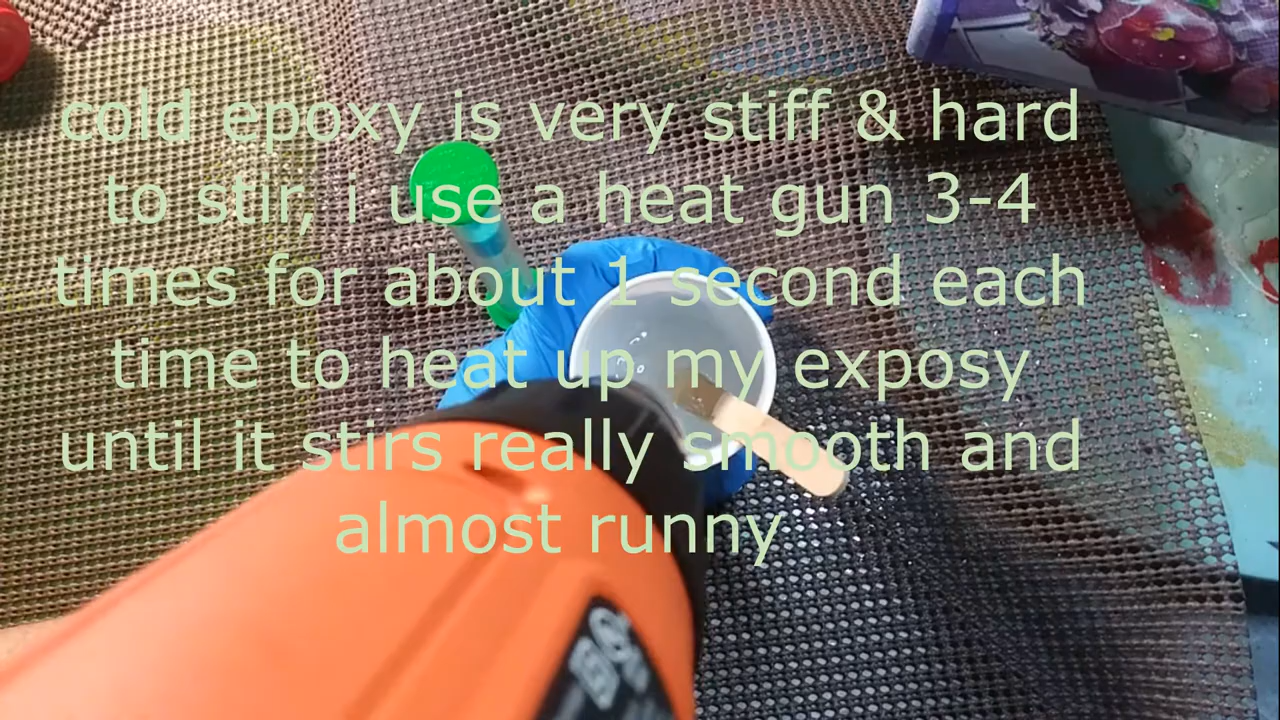 cold epoxy is very stiff & hard
to stir, i use a heat gun 3-4
times for about 1 second each
time to heat up my exposy
until it stirs really smooth and
almost runny